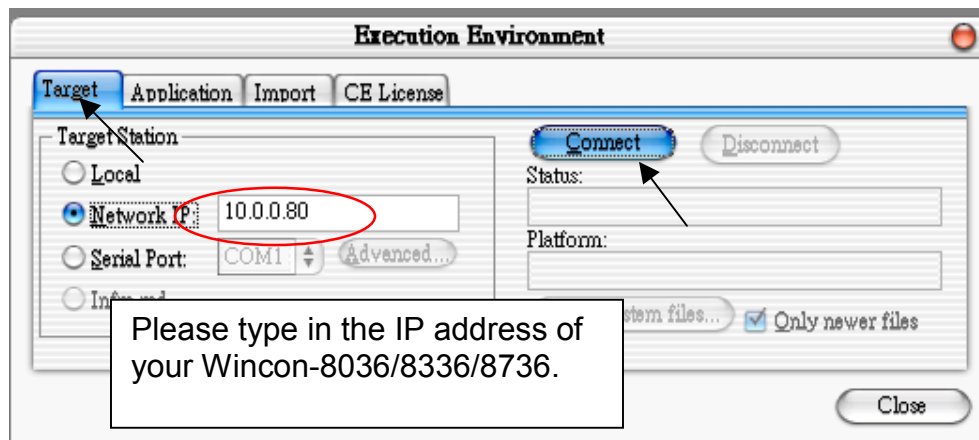 Execution Environment
Target Application Import CE License
Target Station
Local
Network IP: 10.0.0.80
Serial Port: COM1 Advanced...
Connect Disconnect
Status:
Platform:
files... Only newer files
Please type in the IP address of
your Wincon-8036/8336/8736.
Close